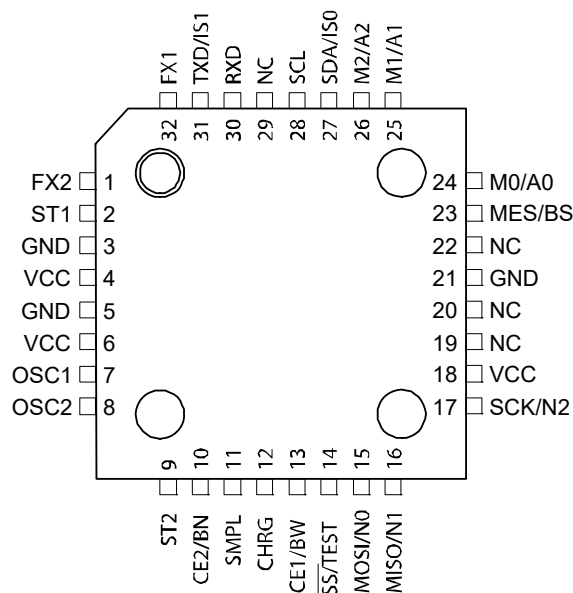 FX1
TXD/IS1
RXD
NC
SCL
SDA/IS0
M2/A2
M1/A1
32
31
30
29
28
27
26
25
FX2 1
ST1 2
GND 3
VCC 4
GND 5
VCC 6
OSC1 7
OSC2 8
24 M0/A0
23 MES/BS
22 NC
21 GND
20 NC
19 NC
18 VCC
17 SCK/N2
9
10
11
12
13
14
15
16
ST2
CE2/BN
SMPL
CHRG
CE1/BW
SS/TEST
MOSI/N0
MISO/N1